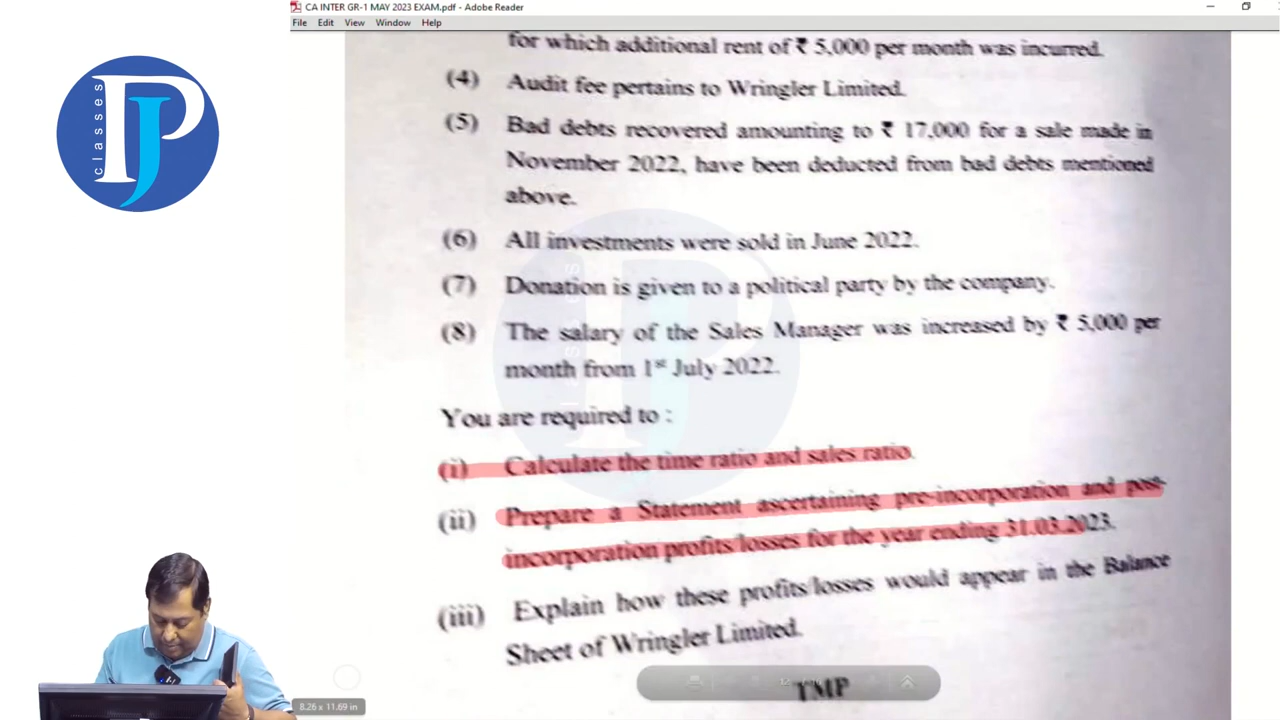 CA INTER GR-1 MAY 2023 EXAM.pdf - Adobe Reader
File Edit View Window Help
classes
PJ
for which additional rent of ₹ 5,000 per month was incurred.
(4) Audit fee pertains to Wringler Limited.
(5) Bad debts recovered amounting to ₹ 17,000 for a sale made in
November 2022, have been deducted from bad debts mentioned
above.
(6) All investments were sold in June 2022.
(7) Donation is given to a political party by the company.
(8) The salary of the Sales Manager was increased by ₹ 5,000 per
month from 1st July 2022.
You are required to :
(i) Calculate the time ratio and sales ratio.
(ii) Prepare a Statement ascertaining pre-incorporation and post-
incorporation profits/losses for the year ending 31.03.2023.
(iii) Explain how these profits/losses would appear in the Balance
Sheet of Wringler Limited.
TMP
8.26 x 11.69 in